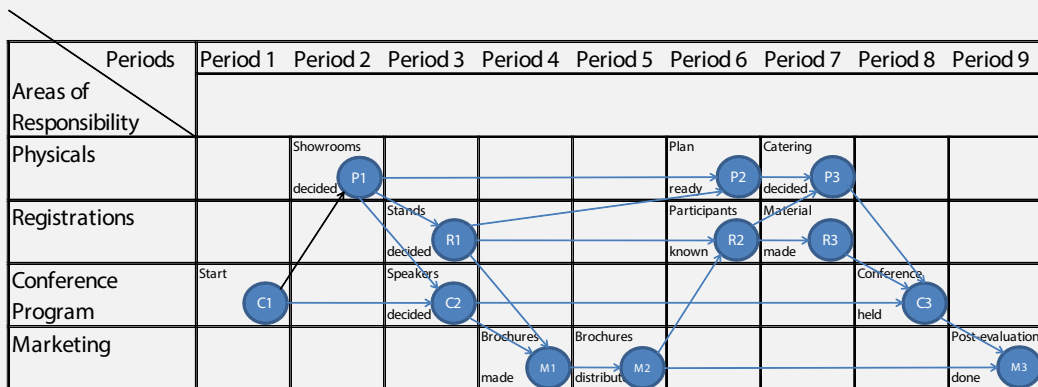 Periods Period 1 Period 2 Period 3 Period 4 Period 5 Period 6 Period 7 Period 8 Period 9
Areas of
Responsibility
Physicals Showrooms Plan Catering
decided P1 ready P2 decided P3
Registrations Stands Participants Material
decided R1 known R2 made R3
Conference Start Speakers Conference
Program C1 decided C2 held C3
Marketing Brochures Brochures Post-evaluation
made M1 distribut M2 done M3